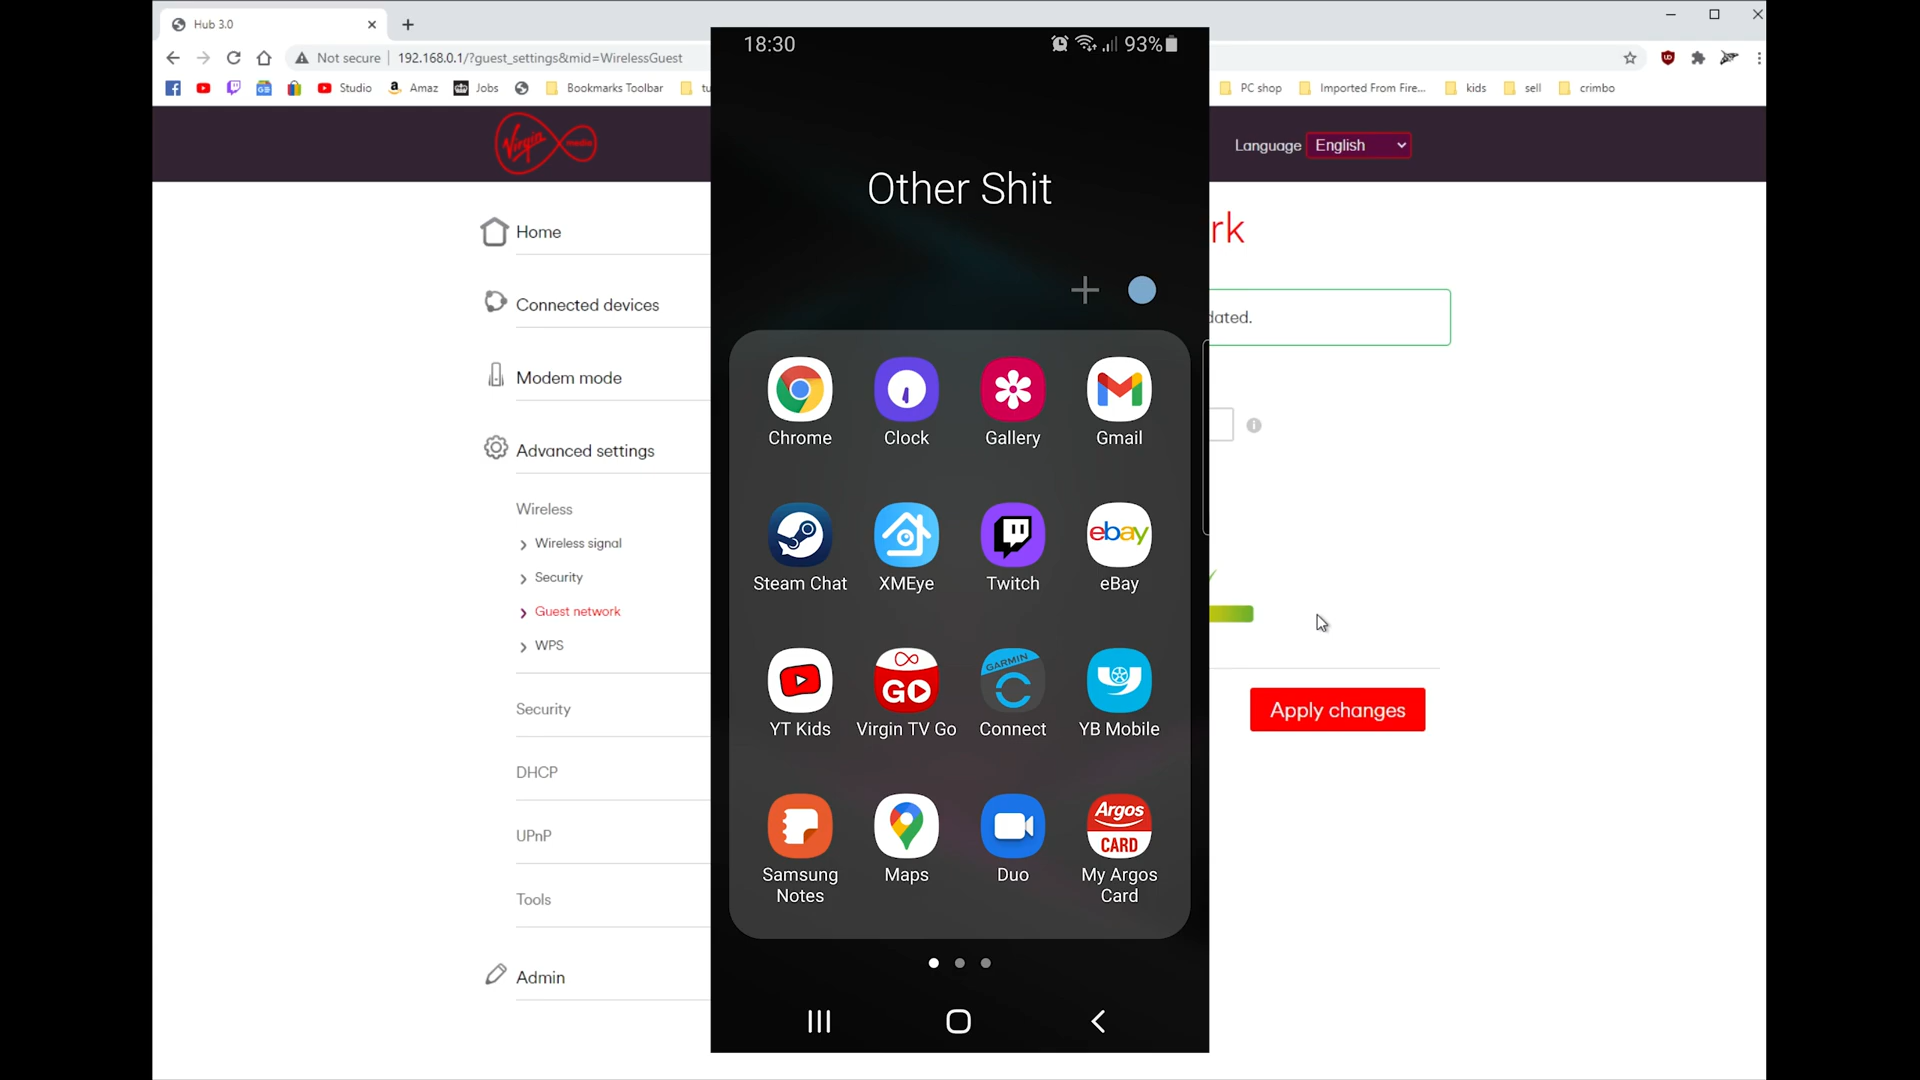 Hub 3.0
Not secure
192.168.0.1/?guest_settings&mid=WirelessGuest
Studio
Amaz
Jobs
Bookmarks Toolbar
tu
PC shop
Imported From Fire...
kids
sell
crimbo
Virgin media
Language English
Home
Connected devices
Modem mode
Advanced settings
Wireless
Wireless signal
Security
Guest network
WPS
Security
DHCP
UPnP
Tools
Admin
18:30
93%
Other Shit
Chrome
Clock
Gallery
Gmail
Steam Chat
XMEye
Twitch
ebay
eBay
GO
GARMIN
YT Kids
Virgin TV Go
Connect
YB Mobile
Argos
CARD
Samsung
Notes
Maps
Duo
My Argos
Card
rk
dated.
Apply changes